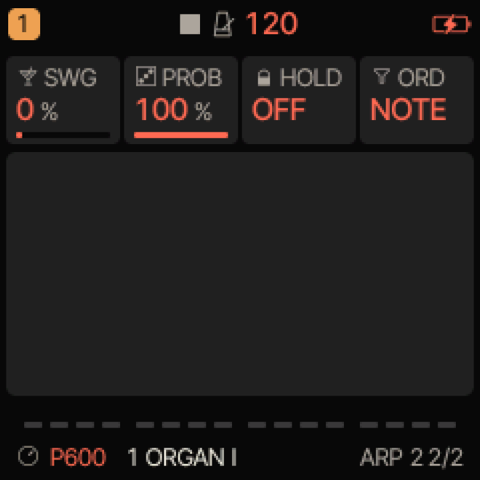 1 120
SWG PROB HOLD ORD
0 % 100 % OFF NOTE
P600 1 ORGAN I ARP 2 2/2